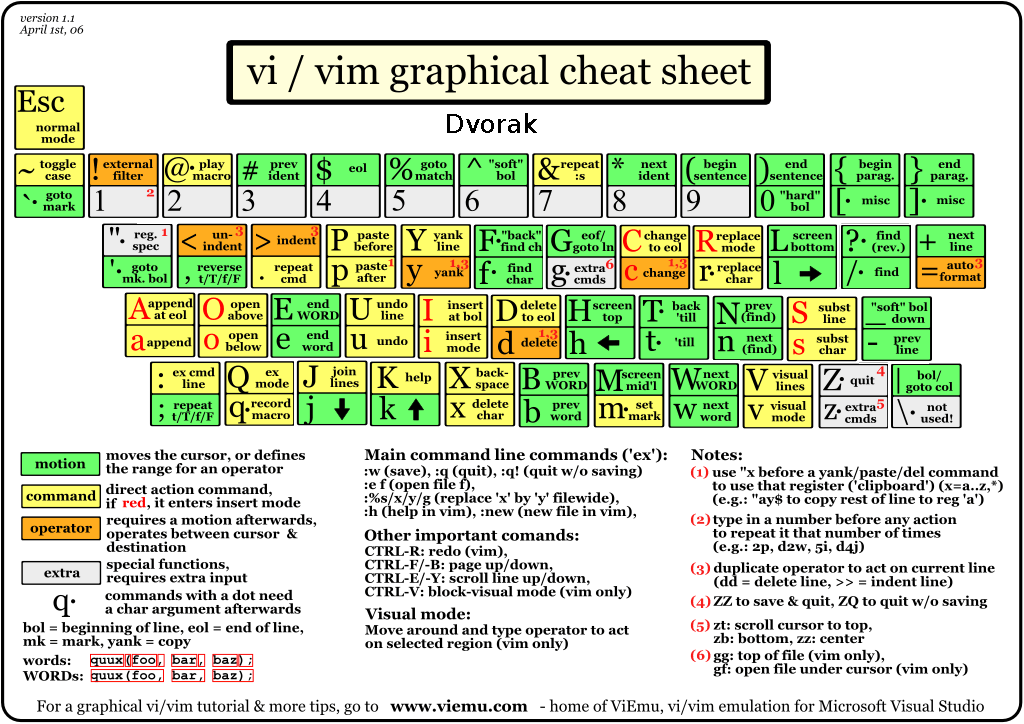 version 1.1
April 1st, 06
vi / vim graphical cheat sheet
Dvorak
Esc
normal
mode
~ toggle
case
`· goto
mark
! external
filter
1 2
@· play
macro
2
# prev
ident
3
$ eol
4
% goto
match
5
^ "soft"
bol
6
& repeat
:s
7
* next
ident
8
( begin
sentence
9
) end
sentence
0 "hard"
bol
{ begin
parag.
[· misc
} end
parag.
]· misc
"· reg. 1
spec
'· goto
mk. bol
< un- 3
indent
, reverse
t/T/f/F
> indent 3
. repeat
cmd
P paste
before
p paste 1
after
Y yank
line
y yank 1,3
F· "back"
find ch
f· find
char
G eof/
goto ln
g· extra 6
cmds
C change
to eol
c change 1,3
R replace
mode
r· replace
char
L screen
bottom
l ➡
?· find
(rev.)
/· find
+ next
line
= auto 3
format
A append
at eol
a append
O open
above
o open
below
E end
WORD
e end
word
U undo
line
u undo
I insert
at bol
i insert
mode
D delete
to eol
d delete 1,3
H screen
top
h ⬅
T· back
'till
t· 'till
N prev
(find)
n next
(find)
S subst
line
s subst
char
_ "soft" bol
down
- prev
line
: ex cmd
line
; repeat
t/T/f/F
Q ex
mode
q· record
macro
J join
lines
j ⬇
K help
k ⬆
X back-
space
x delete
char
B prev
WORD
b prev
word
M screen
mid'l
m· set
mark
W next
WORD
w next
word
V visual
lines
v visual
mode
Z· quit 4
z· extra 5
cmds
| bol/
goto col
\· not
used!
motion
moves the cursor, or defines
the range for an operator
command
direct action command,
if red, it enters insert mode
operator
requires a motion afterwards,
operates between cursor &
destination
extra
special functions,
requires extra input
q·
commands with a dot need
a char argument afterwards
bol = beginning of line, eol = end of line,
mk = mark, yank = copy
words: quux(foo, bar, baz);
WORDs: quux(foo, bar, baz);
Main command line commands ('ex'):
:w (save), :q (quit), :q! (quit w/o saving)
:e f (open file f),
:%s/x/y/g (replace 'x' by 'y' filewide),
:h (help in vim), :new (new file in vim),
Other important comands:
CTRL-R: redo (vim),
CTRL-F/-B: page up/down,
CTRL-E/-Y: scroll line up/down,
CTRL-V: block-visual mode (vim only)
Visual mode:
Move around and type operator to act
on selected region (vim only)
Notes:
(1) use "x before a yank/paste/del command
to use that register ('clipboard') (x=a..z,*)
(e.g.: "ay$ to copy rest of line to reg 'a')
(2) type in a number before any action
to repeat it that number of times
(e.g.: 2p, d2w, 5i, d4j)
(3) duplicate operator to act on current line
(dd = delete line, >> = indent line)
(4) ZZ to save & quit, ZQ to quit w/o saving
(5) zt: scroll cursor to top,
zb: bottom, zz: center
(6) gg: top of file (vim only),
gf: open file under cursor (vim only)
For a graphical vi/vim tutorial & more tips, go to www.viemu.com - home of ViEmu, vi/vim emulation for Microsoft Visual Studio